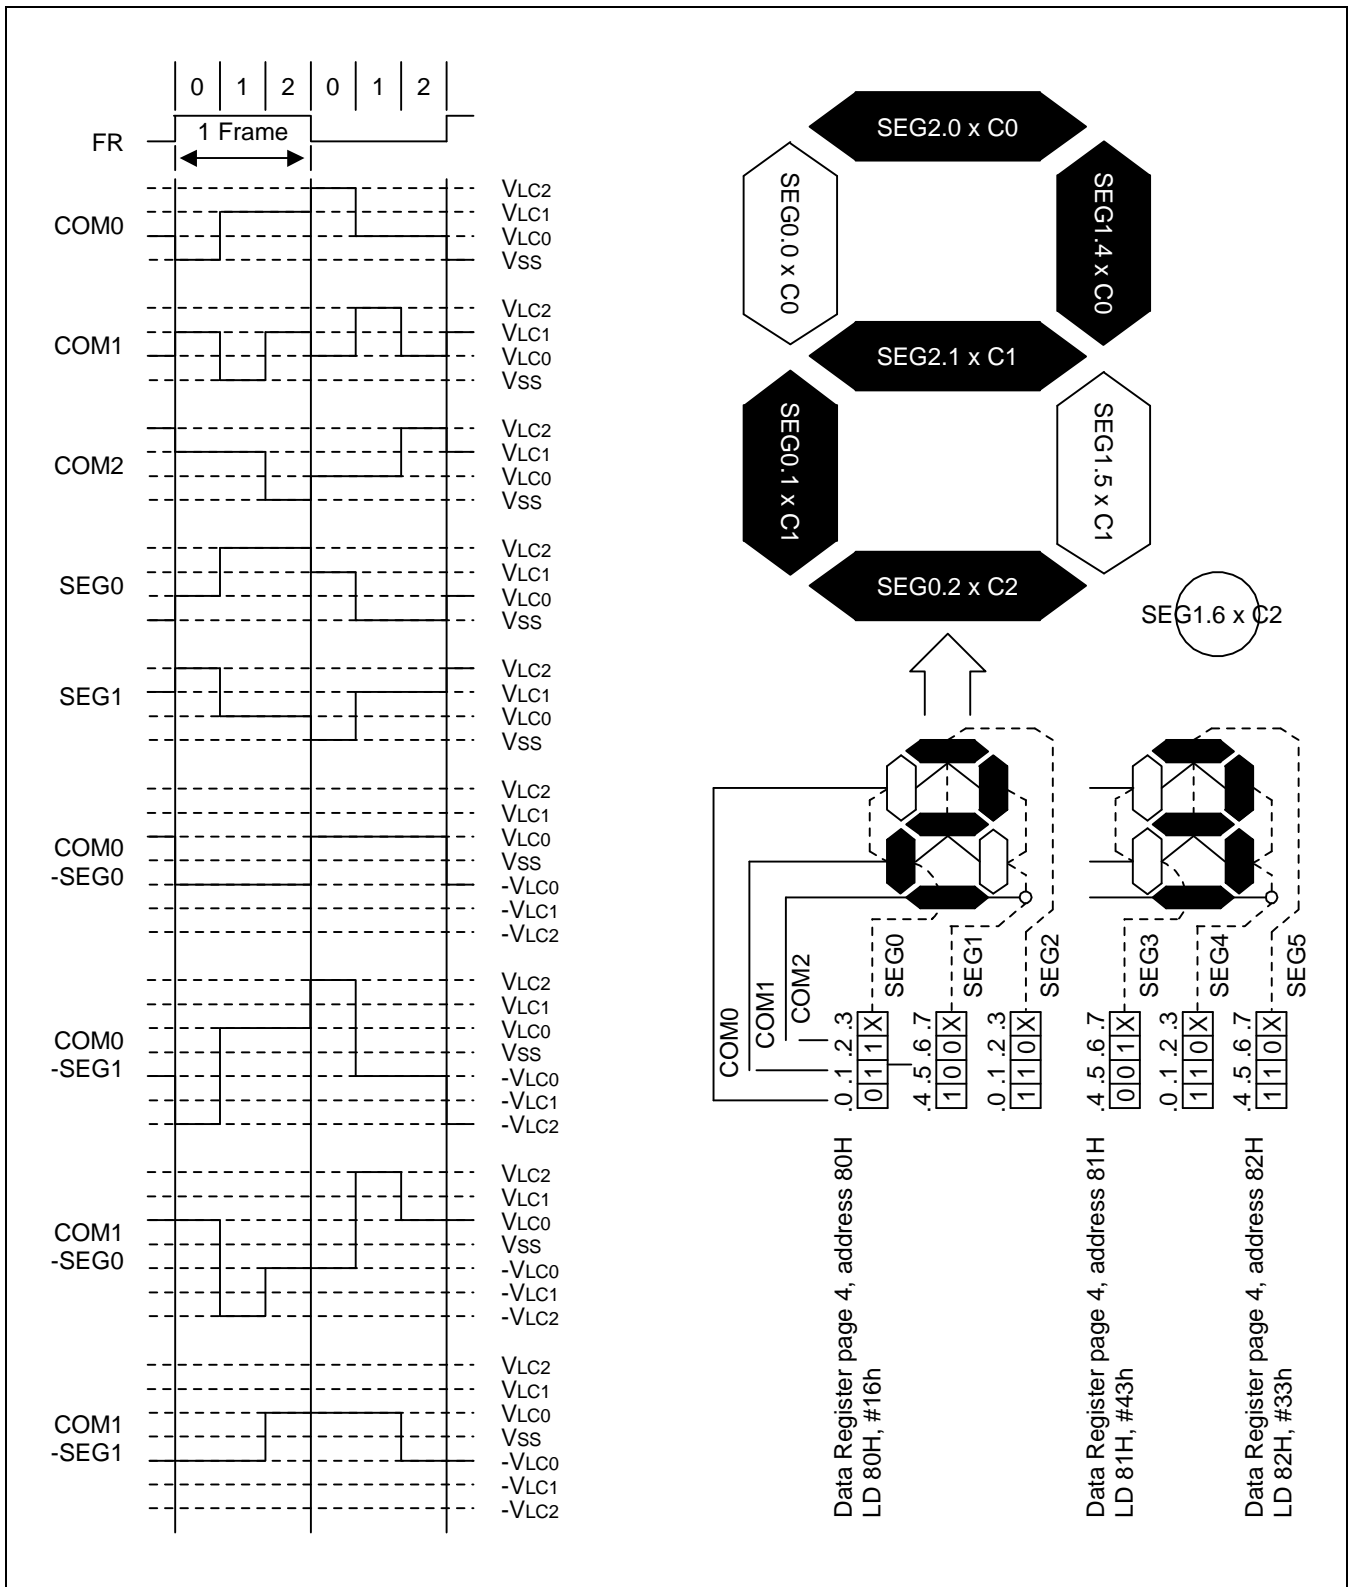 0 1 2 0 1 2
FR
1 Frame
COM0
VLC2
VLC1
VLC0
VSS
COM1
VLC2
VLC1
VLC0
VSS
COM2
VLC2
VLC1
VLC0
VSS
SEG0
VLC2
VLC1
VLC0
VSS
SEG1
VLC2
VLC1
VLC0
VSS
COM0
-SEG0
VLC2
VLC1
VLC0
VSS
-VLC0
-VLC1
-VLC2
COM0
-SEG1
VLC2
VLC1
VLC0
VSS
-VLC0
-VLC1
-VLC2
COM1
-SEG0
VLC2
VLC1
VLC0
VSS
-VLC0
-VLC1
-VLC2
COM1
-SEG1
VLC2
VLC1
VLC0
VSS
-VLC0
-VLC1
-VLC2
SEG2.0 x C0
SEG0.0 x C0
SEG1.4 x C0
SEG2.1 x C1
SEG0.1 x C1
SEG1.5 x C1
SEG0.2 x C2
SEG1.6 x C2
COM0
COM1
COM2
SEG0
SEG1
SEG2
SEG3
SEG4
SEG5
.0 .1 .2 .3
0 1 1 X
.4 .5 .6 .7
1 0 0 X
.0 .1 .2 .3
1 1 0 X
.4 .5 .6 .7
0 0 1 X
.0 .1 .2 .3
1 1 0 X
.4 .5 .6 .7
1 1 0 X
Data Register page 4, address 80H
LD 80H, #16h
Data Register page 4, address 81H
LD 81H, #43h
Data Register page 4, address 82H
LD 82H, #33h